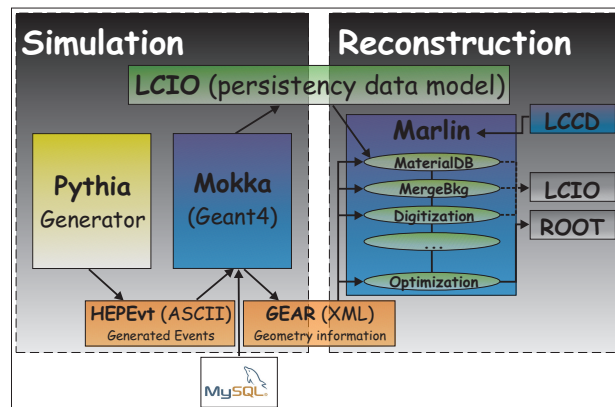 Simulation
Reconstruction
LCIO (persistency data model)
Pythia
Generator
Mokka
(Geant4)
Marlin
LCCD
MaterialDB
MergeBkg
LCIO
Digitization
ROOT
...
Optimization
HEPEvt (ASCII)
Generated Events
GEAR (XML)
Geometry information
MySQL®